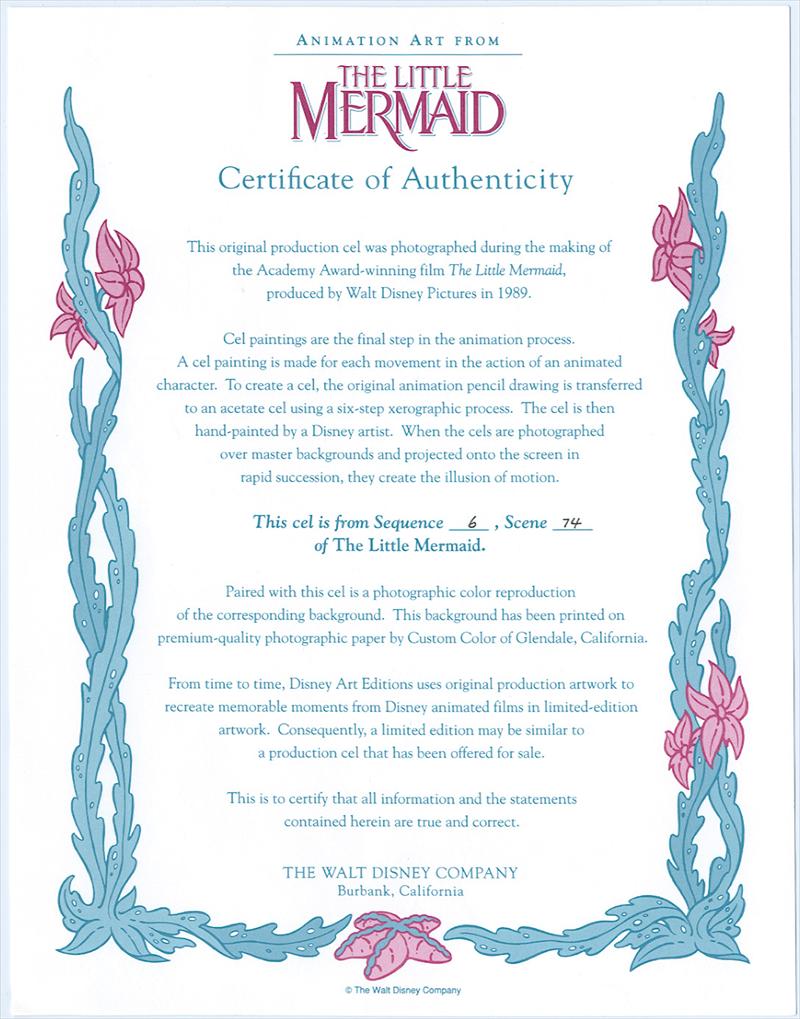 ANIMATION ART FROM
THE LITTLE
MERMAID
Certificate of Authenticity
This original production cel was photographed during the making of
the Academy Award-winning film The Little Mermaid,
produced by Walt Disney Pictures in 1989.
Cel paintings are the final step in the animation process.
A cel painting is made for each movement in the action of an animated
character. To create a cel, the original animation pencil drawing is transferred
to an acetate cel using a six-step xerographic process. The cel is then
hand-painted by a Disney artist. When the cels are photographed
over master backgrounds and projected onto the screen in
rapid succession, they create the illusion of motion.
This cel is from Sequence 6, Scene 74
of The Little Mermaid.
Paired with this cel is a photographic color reproduction
of the corresponding background. This background has been printed on
premium-quality photographic paper by Custom Color of Glendale, California.
From time to time, Disney Art Editions uses original production artwork to
recreate memorable moments from Disney animated films in limited-edition
artwork. Consequently, a limited edition may be similar to
a production cel that has been offered for sale.
This is to certify that all information and the statements
contained herein are true and correct.
THE WALT DISNEY COMPANY
Burbank, California
© The Walt Disney Company